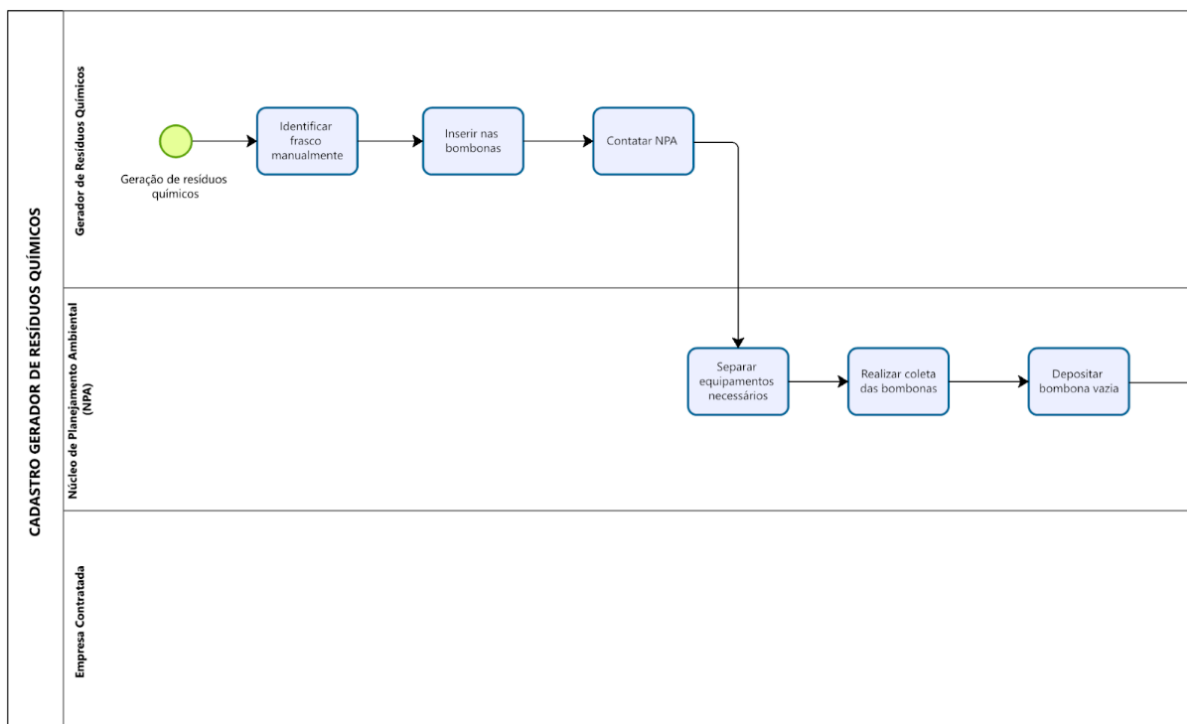 CADASTRO GERADOR DE RESÍDUOS QUÍMICOS
Gerador de Resíduos Químicos
Geração de resíduos
químicos
Identificar
frasco
manualmente
Inserir nas
bombonas
Contatar NPA
Núcleo de Planejamento Ambiental
(NPA)
Separar
equipamentos
necessários
Realizar coleta
das bombonas
Depositar
bombona vazia
Empresa Contratada